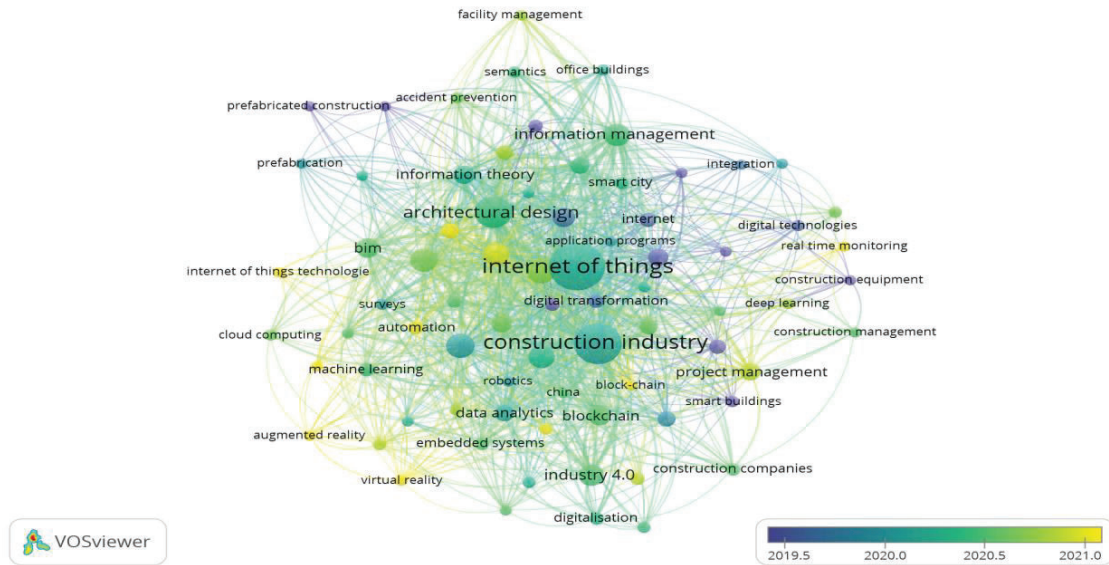 facility management
semantics
office buildings
prefabricated construction
accident prevention
information management
prefabrication
information theory
smart city
integration
architectural design
internet
digital technologies
bim
application programs
real time monitoring
internet of things technologie
internet of things
construction equipment
surveys
digital transformation
deep learning
cloud computing
automation
construction industry
construction management
machine learning
robotics
block-chain
project management
china
smart buildings
data analytics
blockchain
augmented reality
embedded systems
virtual reality
industry 4.0
construction companies
digitalisation
VOSviewer
2019.5
2020.0
2020.5
2021.0